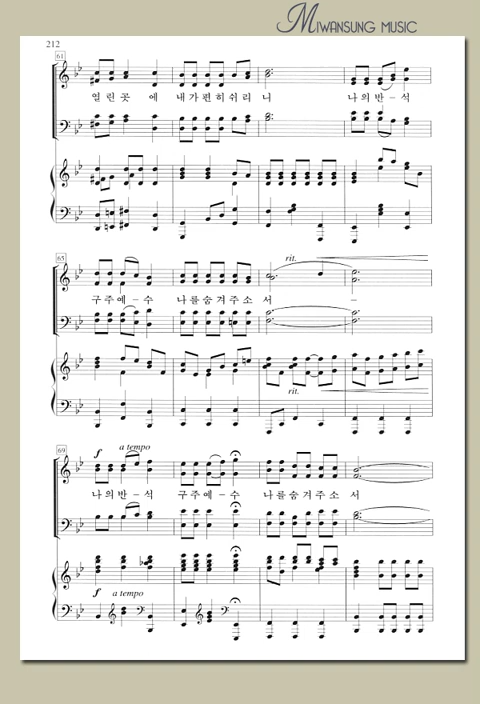 MIWANSUNG MUSIC
212
61
열 린 곳 에 내 가 편 히 쉬 리 니 나 의 반 - 석
65
rit.
구 주 예 - 수 나 를 숨 겨 주 소 서 -
rit.
69
f a tempo
나 의 반 - 석 구 주 예 - 수 나 를 숨 겨 주 소 서
f a tempo